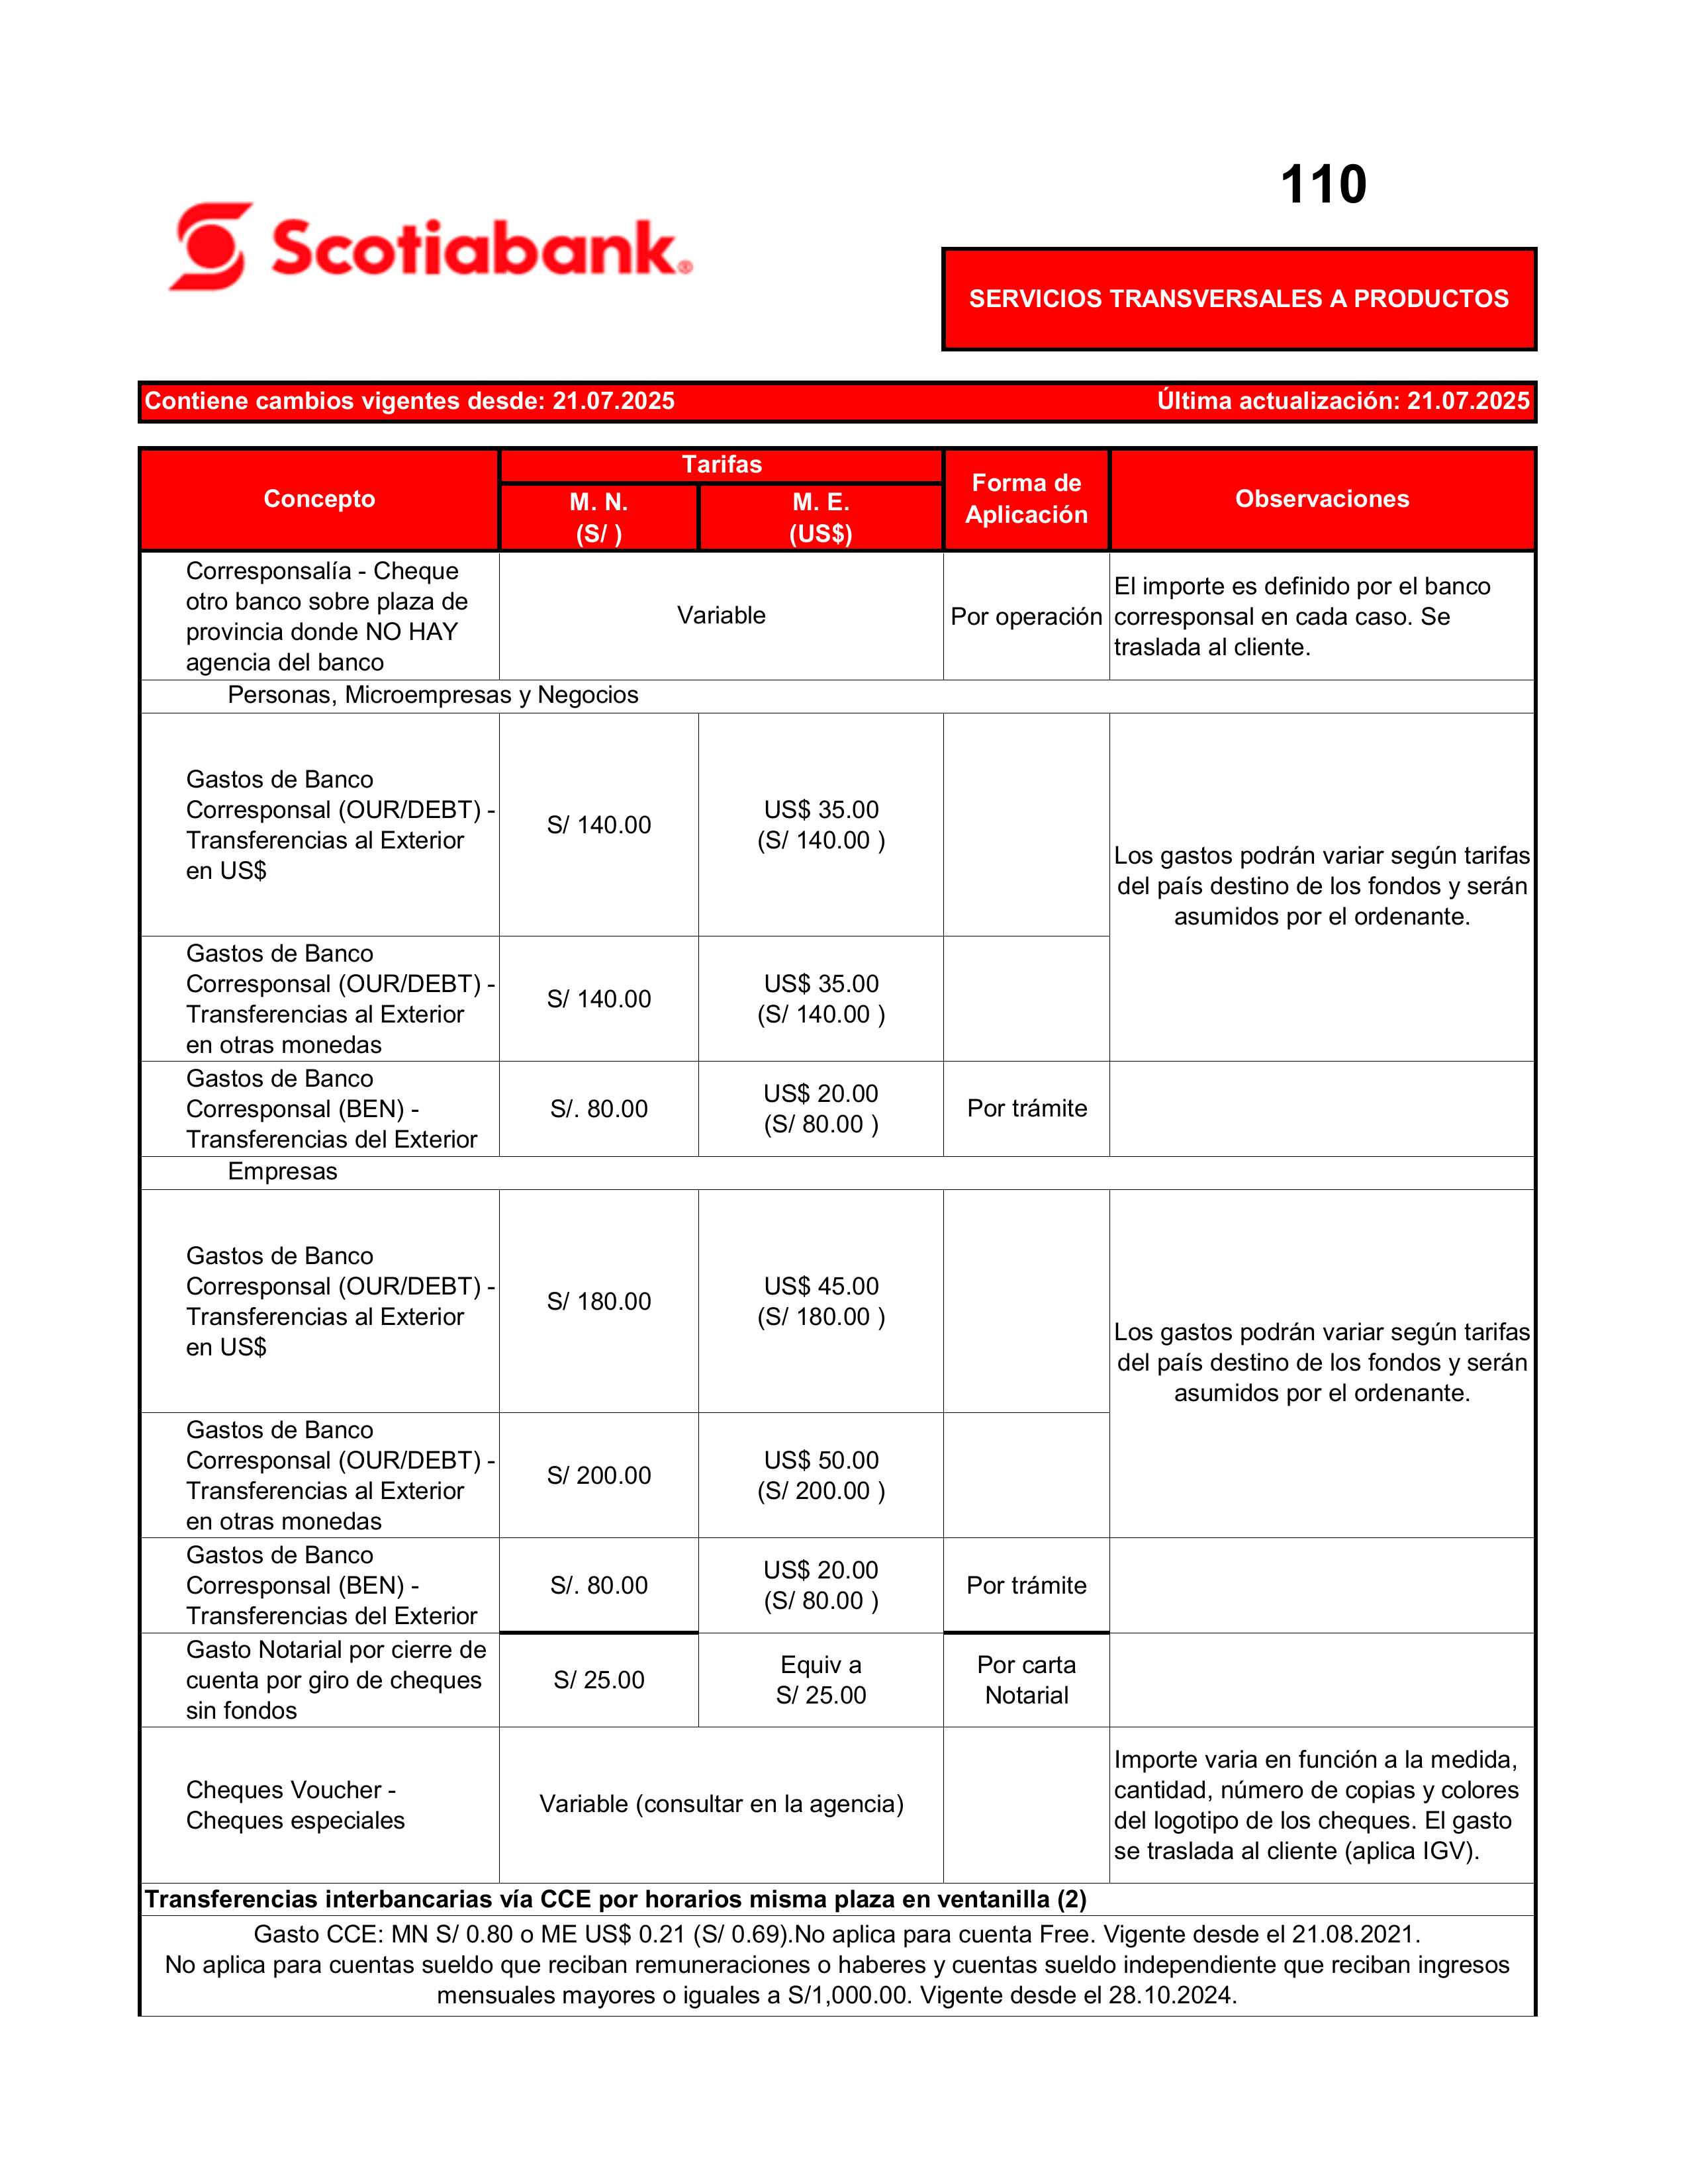 110
Scotiabank®
SERVICIOS TRANSVERSALES A PRODUCTOS
Contiene cambios vigentes desde: 21.07.2025
Última actualización: 21.07.2025
Concepto
Tarifas
M. N.
(S/ )
M. E.
(US$)
Forma de
Aplicación
Observaciones
Corresponsalía - Cheque
otro banco sobre plaza de
provincia donde NO HAY
agencia del banco
Variable
Por operación
El importe es definido por el banco
corresponsal en cada caso. Se
traslada al cliente.
Personas, Microempresas y Negocios
Gastos de Banco
Corresponsal (OUR/DEBT) -
Transferencias al Exterior
en US$
S/ 140.00
US$ 35.00
(S/ 140.00 )
Los gastos podrán variar según tarifas
del país destino de los fondos y serán
asumidos por el ordenante.
Gastos de Banco
Corresponsal (OUR/DEBT) -
Transferencias al Exterior
en otras monedas
S/ 140.00
US$ 35.00
(S/ 140.00 )
Gastos de Banco
Corresponsal (BEN) -
Transferencias del Exterior
S/. 80.00
US$ 20.00
(S/ 80.00 )
Por trámite
Empresas
Gastos de Banco
Corresponsal (OUR/DEBT) -
Transferencias al Exterior
en US$
S/ 180.00
US$ 45.00
(S/ 180.00 )
Los gastos podrán variar según tarifas
del país destino de los fondos y serán
asumidos por el ordenante.
Gastos de Banco
Corresponsal (OUR/DEBT) -
Transferencias al Exterior
en otras monedas
S/ 200.00
US$ 50.00
(S/ 200.00 )
Gastos de Banco
Corresponsal (BEN) -
Transferencias del Exterior
S/. 80.00
US$ 20.00
(S/ 80.00 )
Por trámite
Gasto Notarial por cierre de
cuenta por giro de cheques
sin fondos
S/ 25.00
Equiv a
S/ 25.00
Por carta
Notarial
Cheques Voucher -
Cheques especiales
Variable (consultar en la agencia)
Importe varia en función a la medida,
cantidad, número de copias y colores
del logotipo de los cheques. El gasto
se traslada al cliente (aplica IGV).
Transferencias interbancarias vía CCE por horarios misma plaza en ventanilla (2)
Gasto CCE: MN S/ 0.80 o ME US$ 0.21 (S/ 0.69).No aplica para cuenta Free. Vigente desde el 21.08.2021.
No aplica para cuentas sueldo que reciban remuneraciones o haberes y cuentas sueldo independiente que reciban ingresos
mensuales mayores o iguales a S/1,000.00. Vigente desde el 28.10.2024.